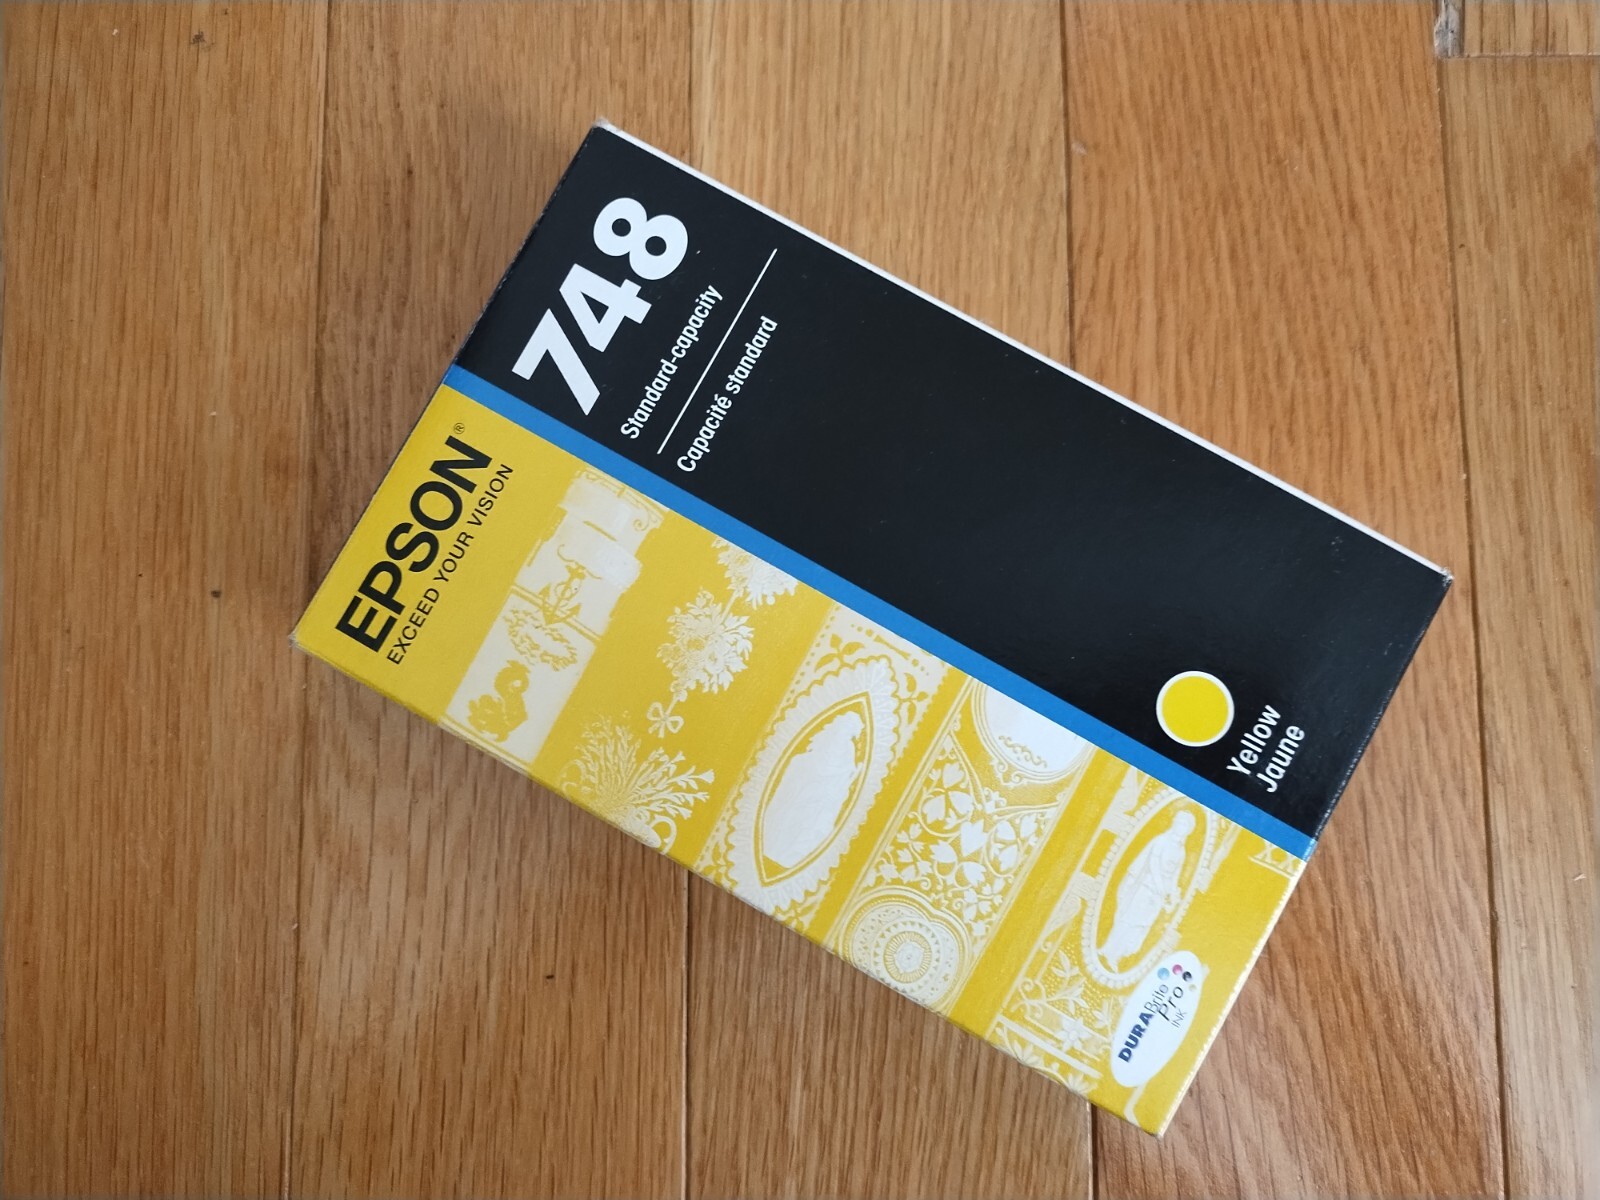 EPSON®
EXCEED YOUR VISION
748
Standard-capacity
Capacité standard
Yellow
Jaune
DURABrite
Pro
INK